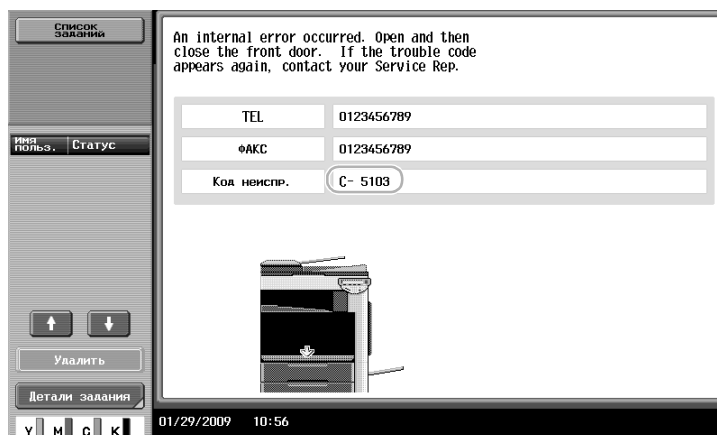 Список
заданий
Имя
польз.
Статус
Удалить
Детали задания
Y M C K
An internal error occurred. Open and then
close the front door. If the trouble code
appears again, contact your Service Rep.
TEL 0123456789
ФАКС 0123456789
Код неиспр. C- 5103
01/29/2009 10:56